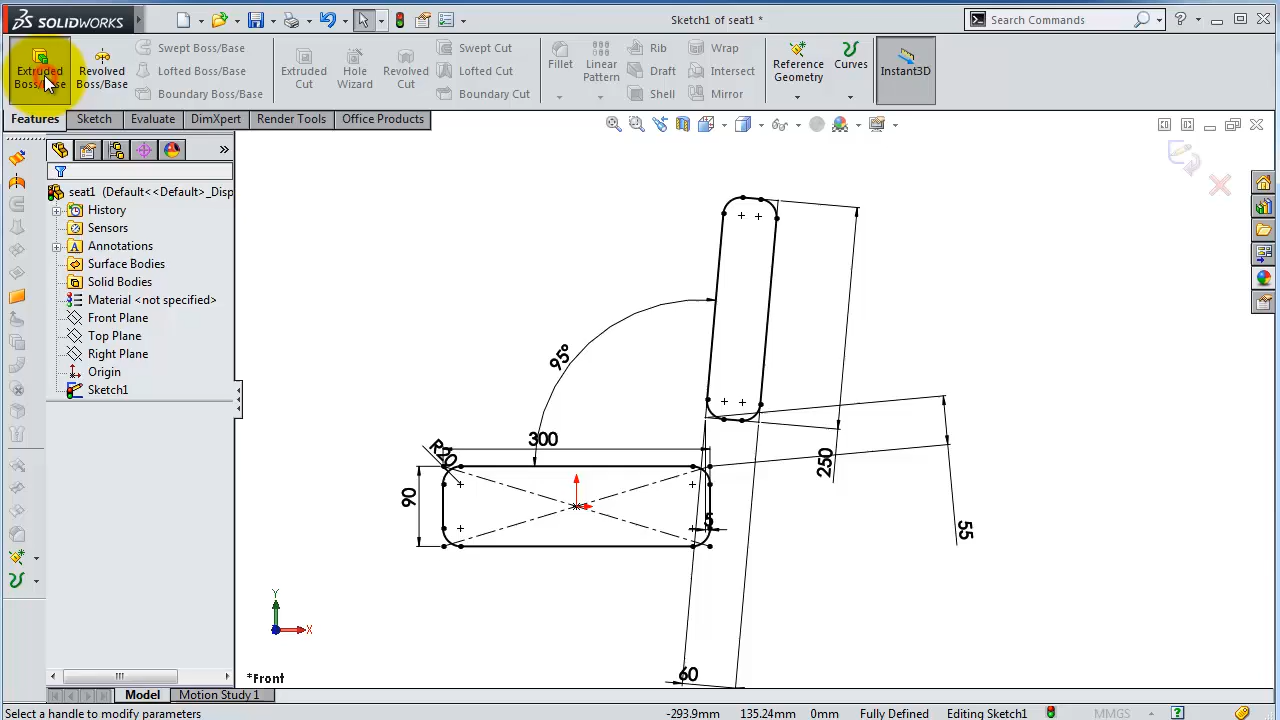 SOLIDWORKS
Sketch1 of seat1 *
Search Commands
Extruded
Boss/Base
Revolved
Boss/Base
Swept Boss/Base
Lofted Boss/Base
Boundary Boss/Base
Extruded
Cut
Hole
Wizard
Revolved
Cut
Swept Cut
Lofted Cut
Boundary Cut
Fillet
Linear
Pattern
Rib
Draft
Shell
Wrap
Intersect
Mirror
Reference
Geometry
Curves
Instant3D
Features
Sketch
Evaluate
DimXpert
Render Tools
Office Products
seat1 (Default<<Default>_Disp
History
Sensors
Annotations
Surface Bodies
Solid Bodies
Material <not specified>
Front Plane
Top Plane
Right Plane
Origin
Sketch1
95°
300
R20
90
5
250
55
60
Y
X
*Front
Model
Motion Study 1
Select a handle to modify parameters
-293.9mm
135.24mm
0mm
Fully Defined
Editing Sketch1
MMGS